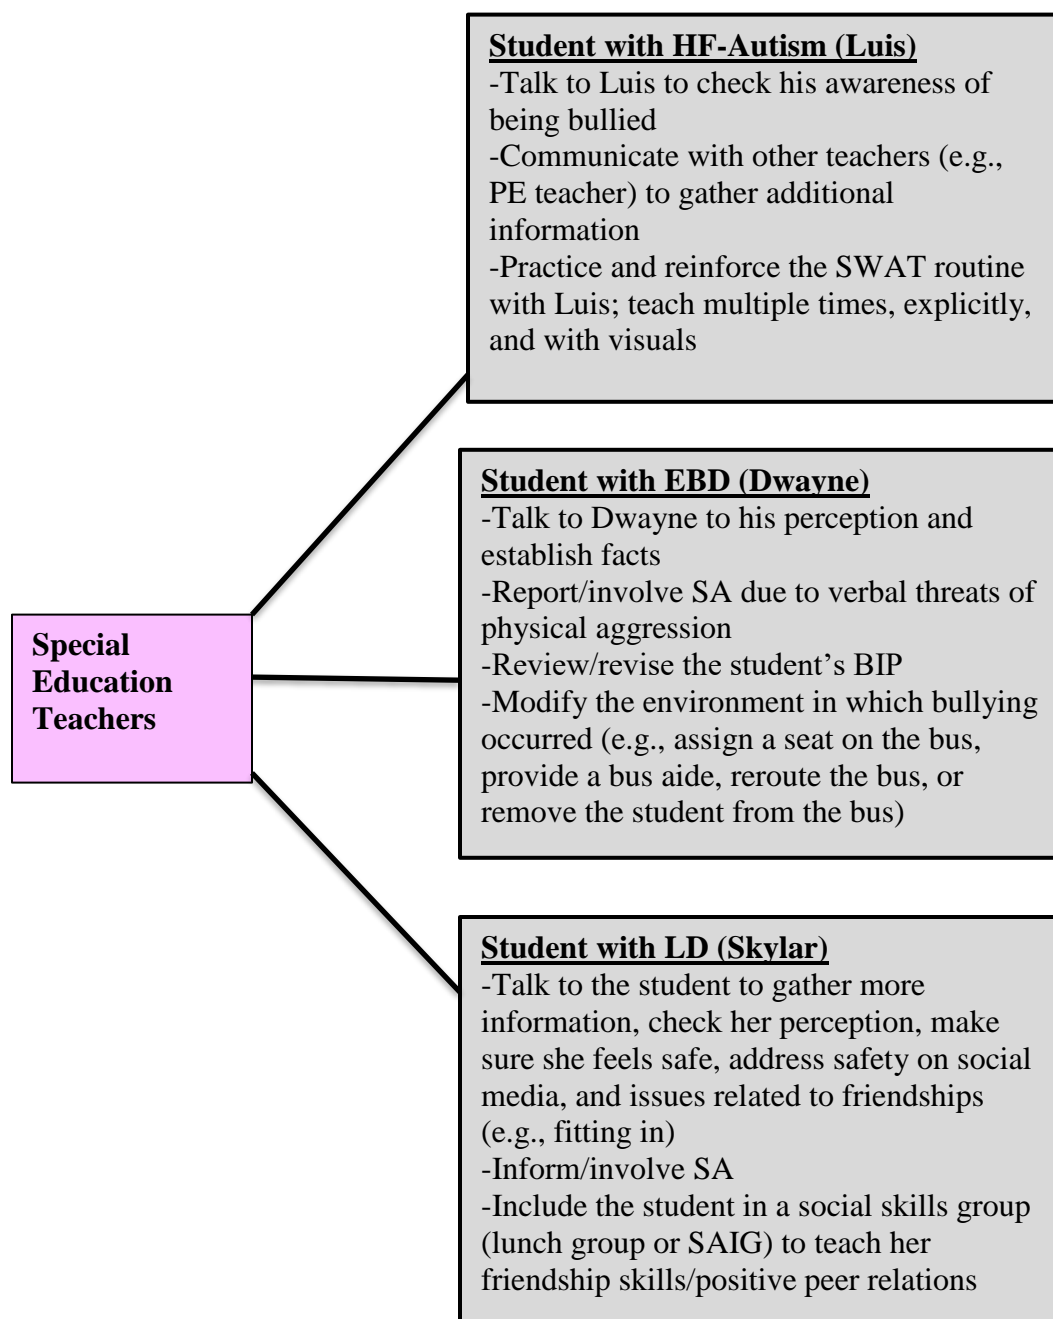 Student with HF-Autism (Luis)
-Talk to Luis to check his awareness of
being bullied
-Communicate with other teachers (e.g.,
PE teacher) to gather additional
information
-Practice and reinforce the SWAT routine
with Luis; teach multiple times, explicitly,
and with visuals
Special
Education
Teachers
Student with EBD (Dwayne)
-Talk to Dwayne to his perception and
establish facts
-Report/involve SA due to verbal threats of
physical aggression
-Review/revise the student’s BIP
-Modify the environment in which bullying
occurred (e.g., assign a seat on the bus,
provide a bus aide, reroute the bus, or
remove the student from the bus)
Student with LD (Skylar)
-Talk to the student to gather more
information, check her perception, make
sure she feels safe, address safety on social
media, and issues related to friendships
(e.g., fitting in)
-Inform/involve SA
-Include the student in a social skills group
(lunch group or SAIG) to teach her
friendship skills/positive peer relations